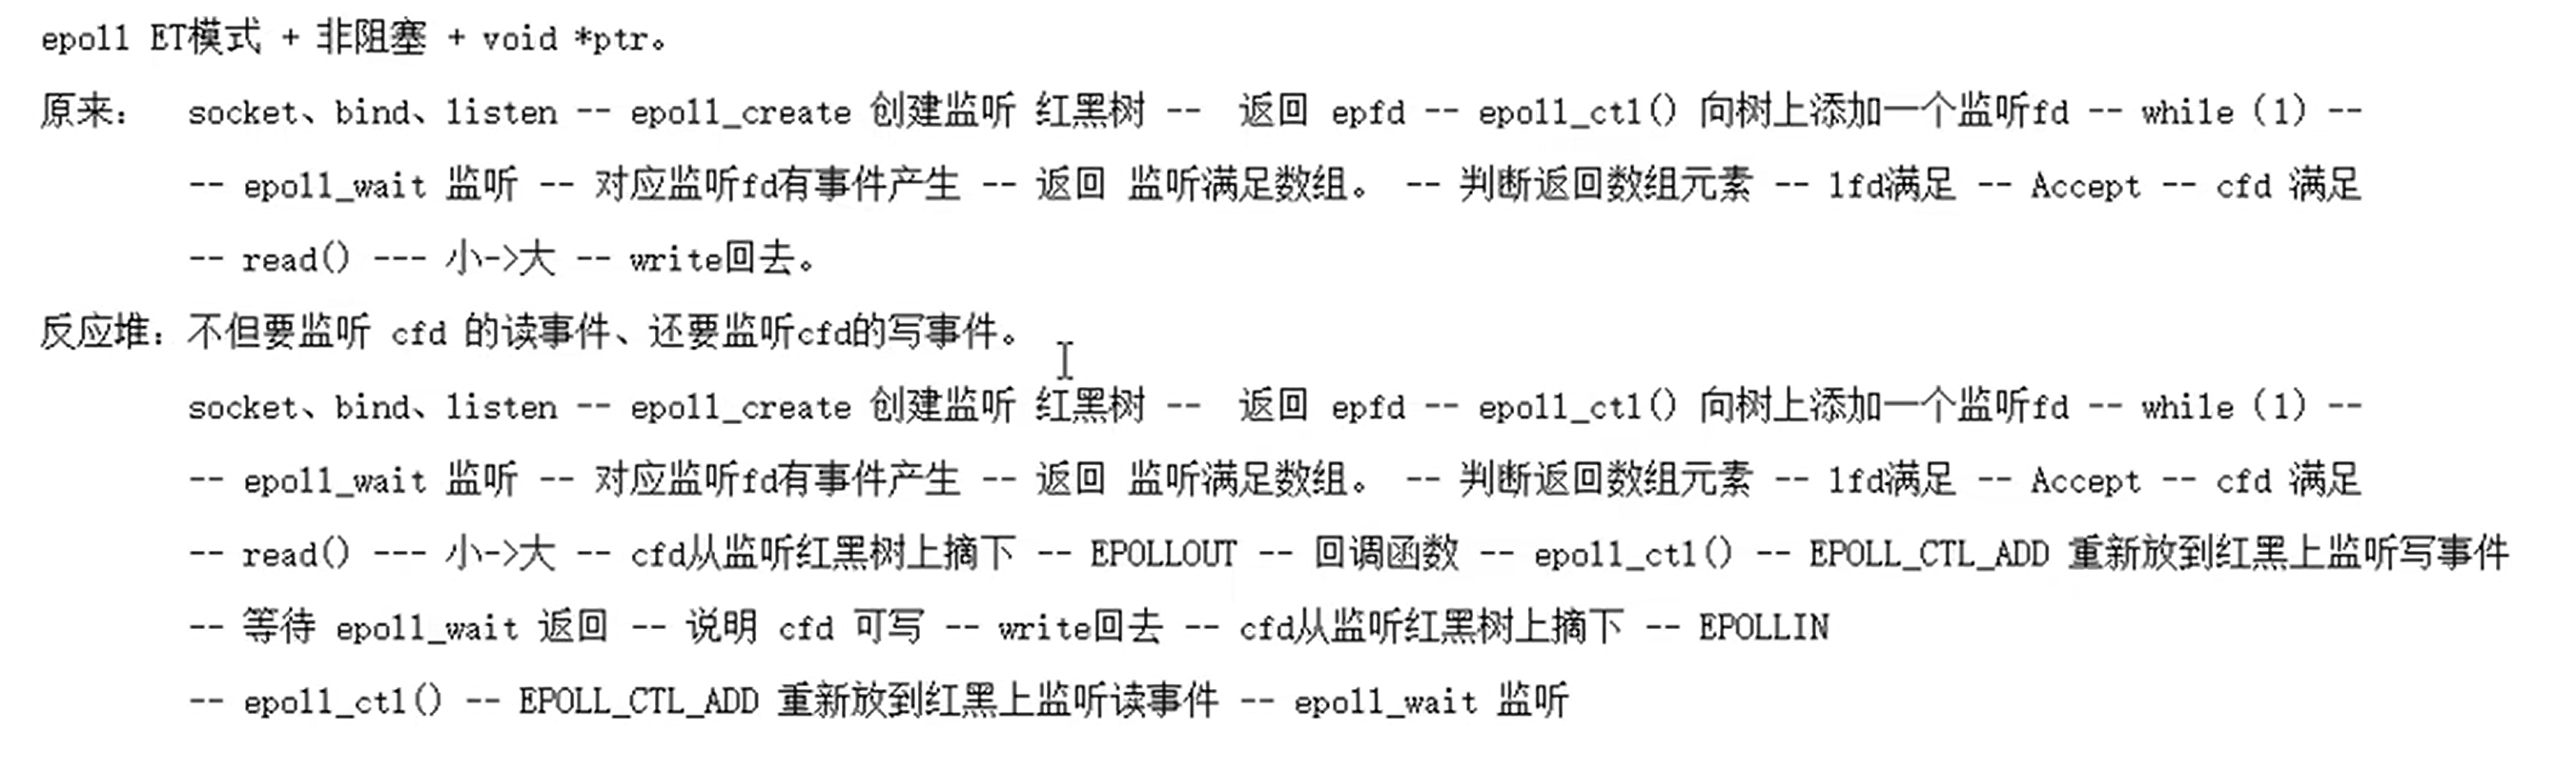 epoll ET模式 + 非阻塞 + void *ptr。
原来： socket、bind、listen -- epoll_create 创建监听 红黑树 -- 返回 epfd -- epoll_ctl() 向树上添加一个监听fd -- while（1）--
-- epoll_wait 监听 -- 对应监听fd有事件产生 -- 返回 监听满足数组。 -- 判断返回数组元素 -- lfd满足 -- Accept -- cfd 满足
-- read() --- 小->大 -- write回去。
反应堆：不但要监听 cfd 的读事件、还要监听cfd的写事件。
socket、bind、listen -- epoll_create 创建监听 红黑树 -- 返回 epfd -- epoll_ctl() 向树上添加一个监听fd -- while（1）--
-- epoll_wait 监听 -- 对应监听fd有事件产生 -- 返回 监听满足数组。 -- 判断返回数组元素 -- lfd满足 -- Accept -- cfd 满足
-- read() --- 小->大 -- cfd从监听红黑树上摘下 -- EPOLLOUT -- 回调函数 -- epoll_ctl() -- EPOLL_CTL_ADD 重新放到红黑上监听写事件
-- 等待 epoll_wait 返回 -- 说明 cfd 可写 -- write回去 -- cfd从监听红黑树上摘下 -- EPOLLIN
-- epoll_ctl() -- EPOLL_CTL_ADD 重新放到红黑上监听读事件 -- epoll_wait 监听